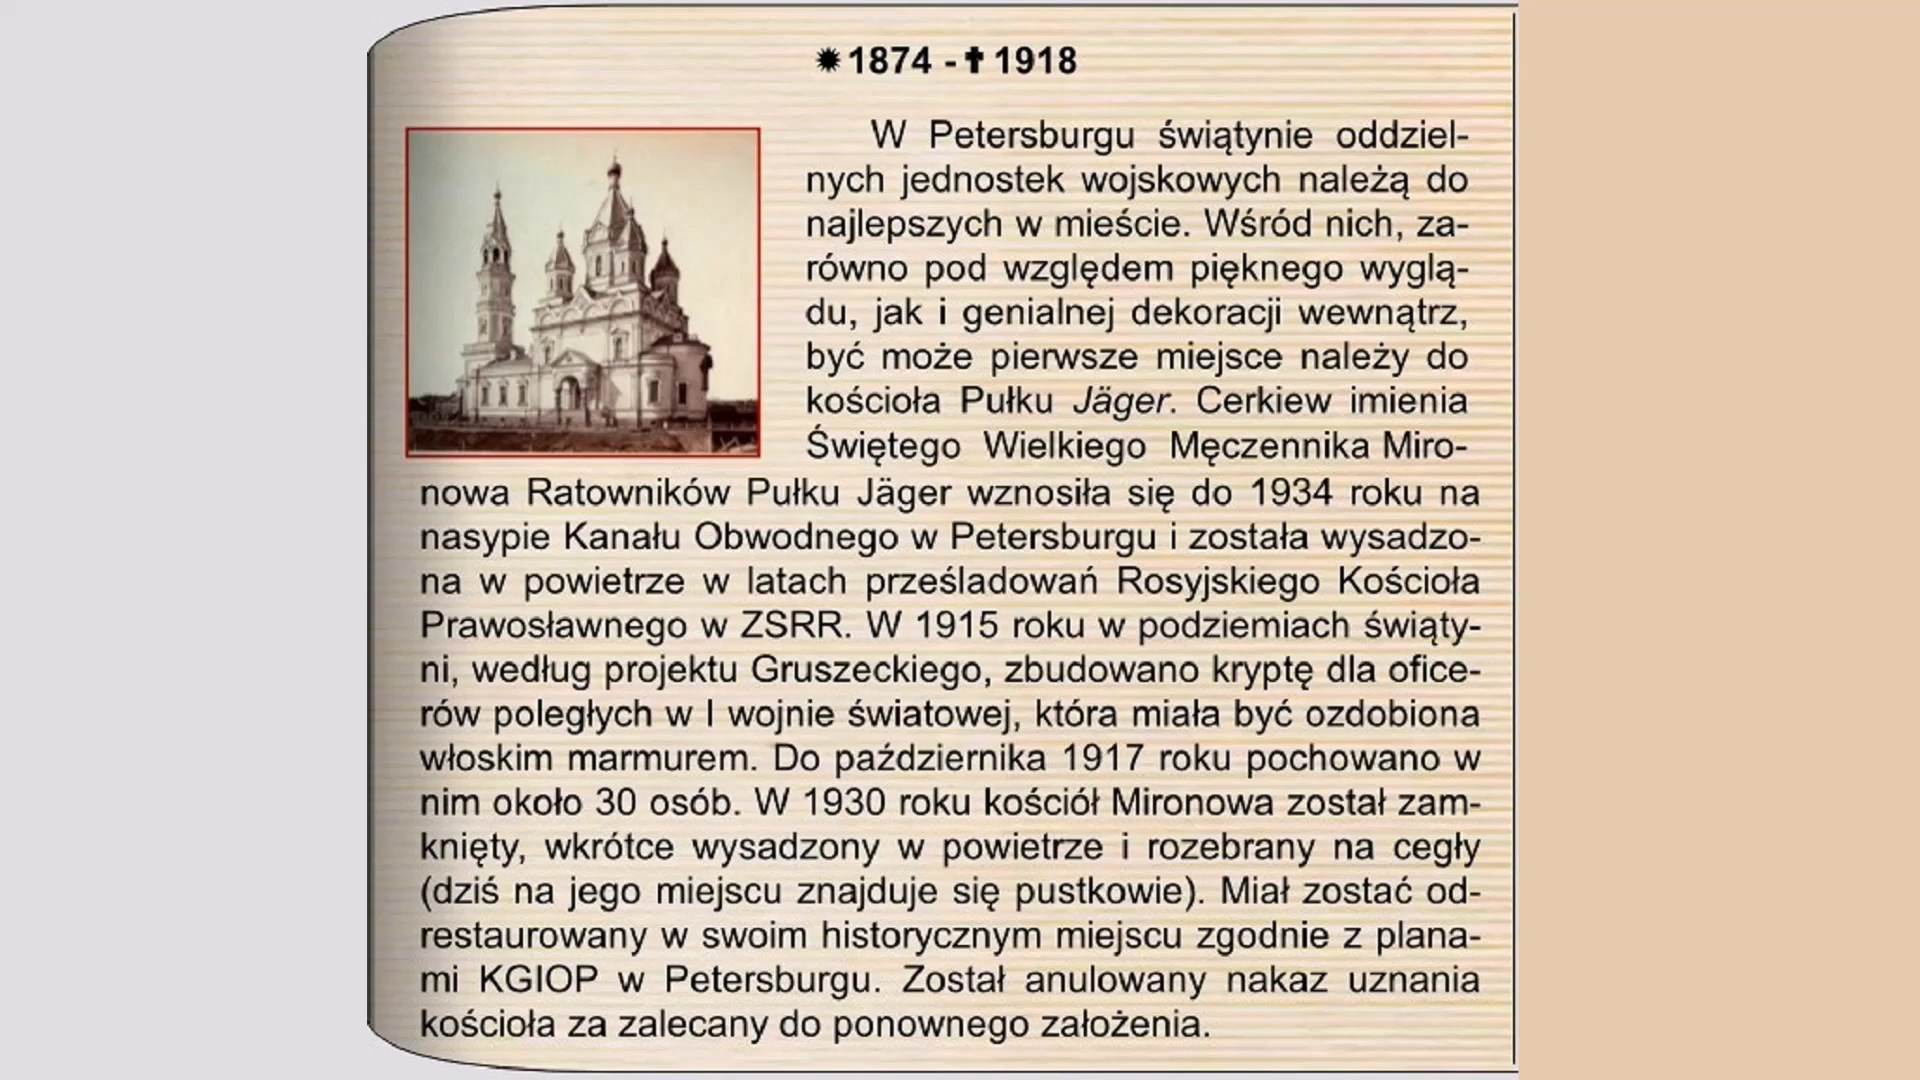 ✹ 1874 - ✝ 1918
W Petersburgu świątynie oddziel-
nych jednostek wojskowych należą do
najlepszych w mieście. Wśród nich, za-
równo pod względem pięknego wyglą-
du, jak i genialnej dekoracji wewnątrz,
być może pierwsze miejsce należy do
kościoła Pułku Jäger. Cerkiew imienia
Świętego Wielkiego Męczennika Miro-
nowa Ratowników Pułku Jäger wznosiła się do 1934 roku na
nasypie Kanału Obwodnego w Petersburgu i została wysadzo-
na w powietrze w latach prześladowań Rosyjskiego Kościoła
Prawosławnego w ZSRR. W 1915 roku w podziemiach świąty-
ni, według projektu Gruszeckiego, zbudowano kryptę dla ofice-
rów poległych w I wojnie światowej, która miała być ozdobiona
włoskim marmurem. Do października 1917 roku pochowano w
nim około 30 osób. W 1930 roku kościół Mironowa został zam-
knięty, wkrótce wysadzony w powietrze i rozebrany na cegły
(dziś na jego miejscu znajduje się pustkowie). Miał zostać od-
restaurowany w swoim historycznym miejscu zgodnie z plana-
mi KGIOP w Petersburgu. Został anulowany nakaz uznania
kościoła za zalecany do ponownego założenia.